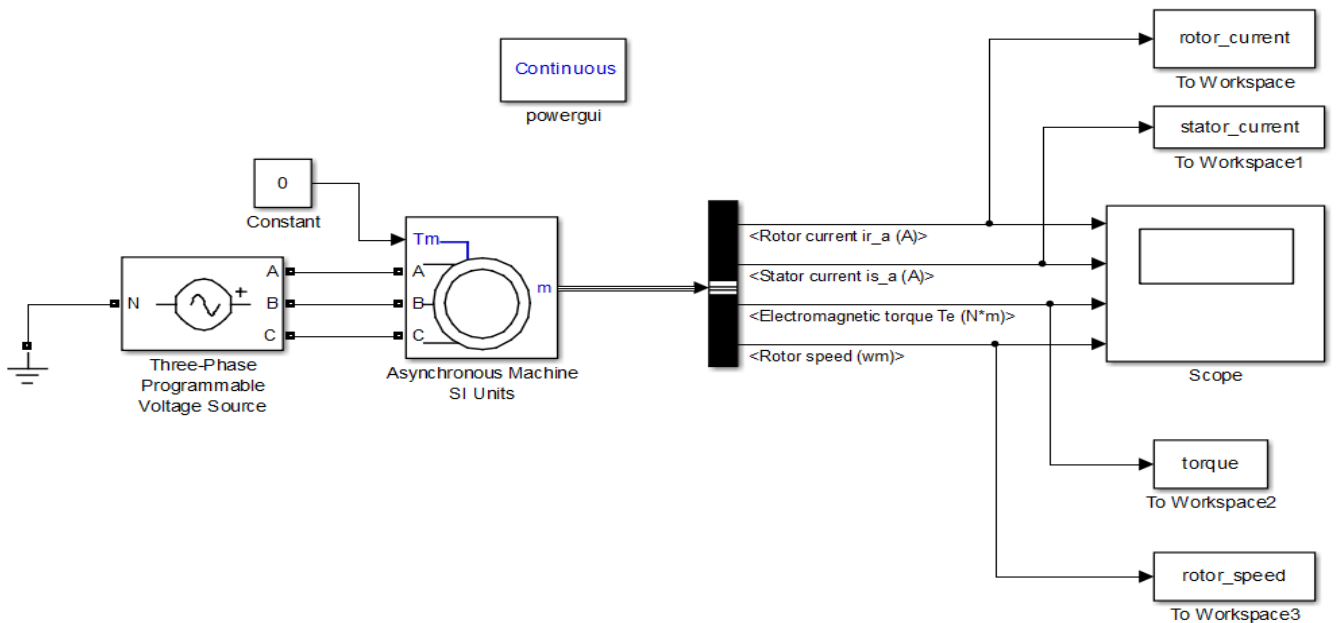 rotor_current
To Workspace
Continuous
powergui
stator_current
To Workspace1
0
Constant
Tm
A
B
C
m
N
A
B
C
Three-Phase
Programmable
Voltage Source
Asynchronous Machine
SI Units
<Rotor current ir_a (A)>
<Stator current is_a (A)>
<Electromagnetic torque Te (N*m)>
<Rotor speed (wm)>
Scope
torque
To Workspace2
rotor_speed
To Workspace3